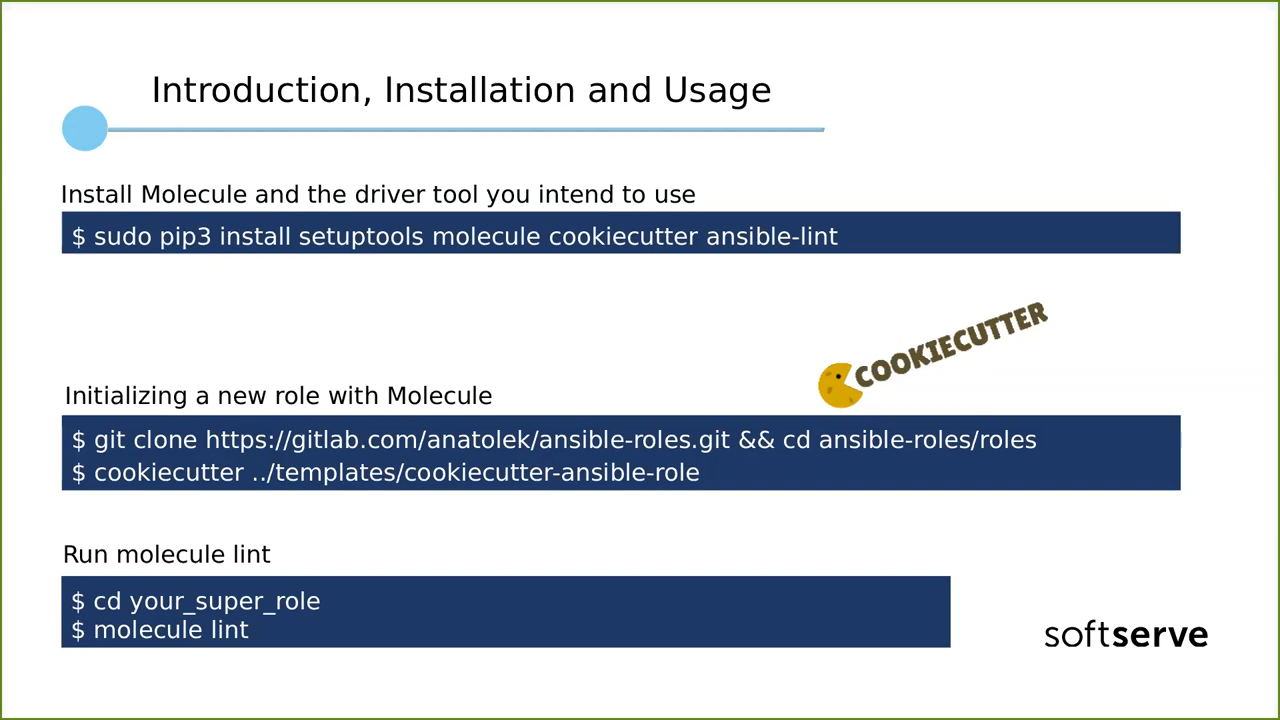 Introduction, Installation and Usage
Install Molecule and the driver tool you intend to use
$ sudo pip3 install setuptools molecule cookiecutter ansible-lint
COOKIECUTTER
Initializing a new role with Molecule
$ git clone https://gitlab.com/anatolek/ansible-roles.git && cd ansible-roles/roles
$ cookiecutter ../templates/cookiecutter-ansible-role
Run molecule lint
$ cd your_super_role
$ molecule lint
softserve